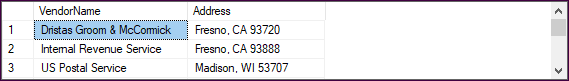 VendorName Address
1 Dristas Groom & McCormick Fresno, CA 93720
2 Internal Revenue Service Fresno, CA 93888
3 US Postal Service Madison, WI 53707